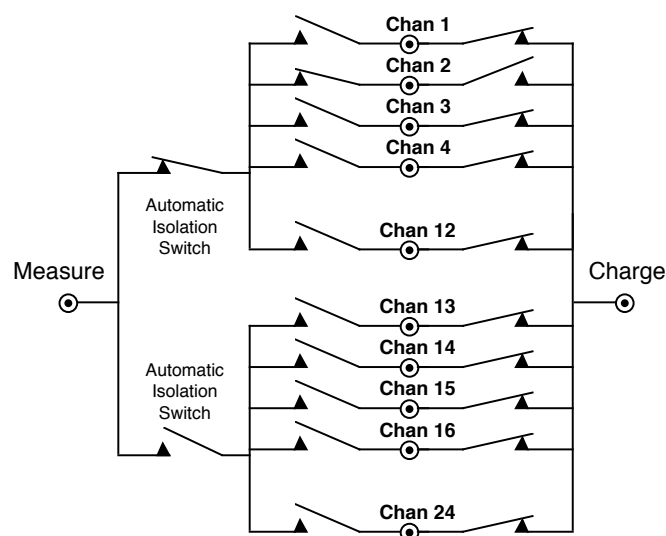 Chan 1
Chan 2
Chan 3
Chan 4
Automatic
Isolation
Switch
Chan 12
Measure
Charge
Chan 13
Automatic
Isolation
Switch
Chan 14
Chan 15
Chan 16
Chan 24